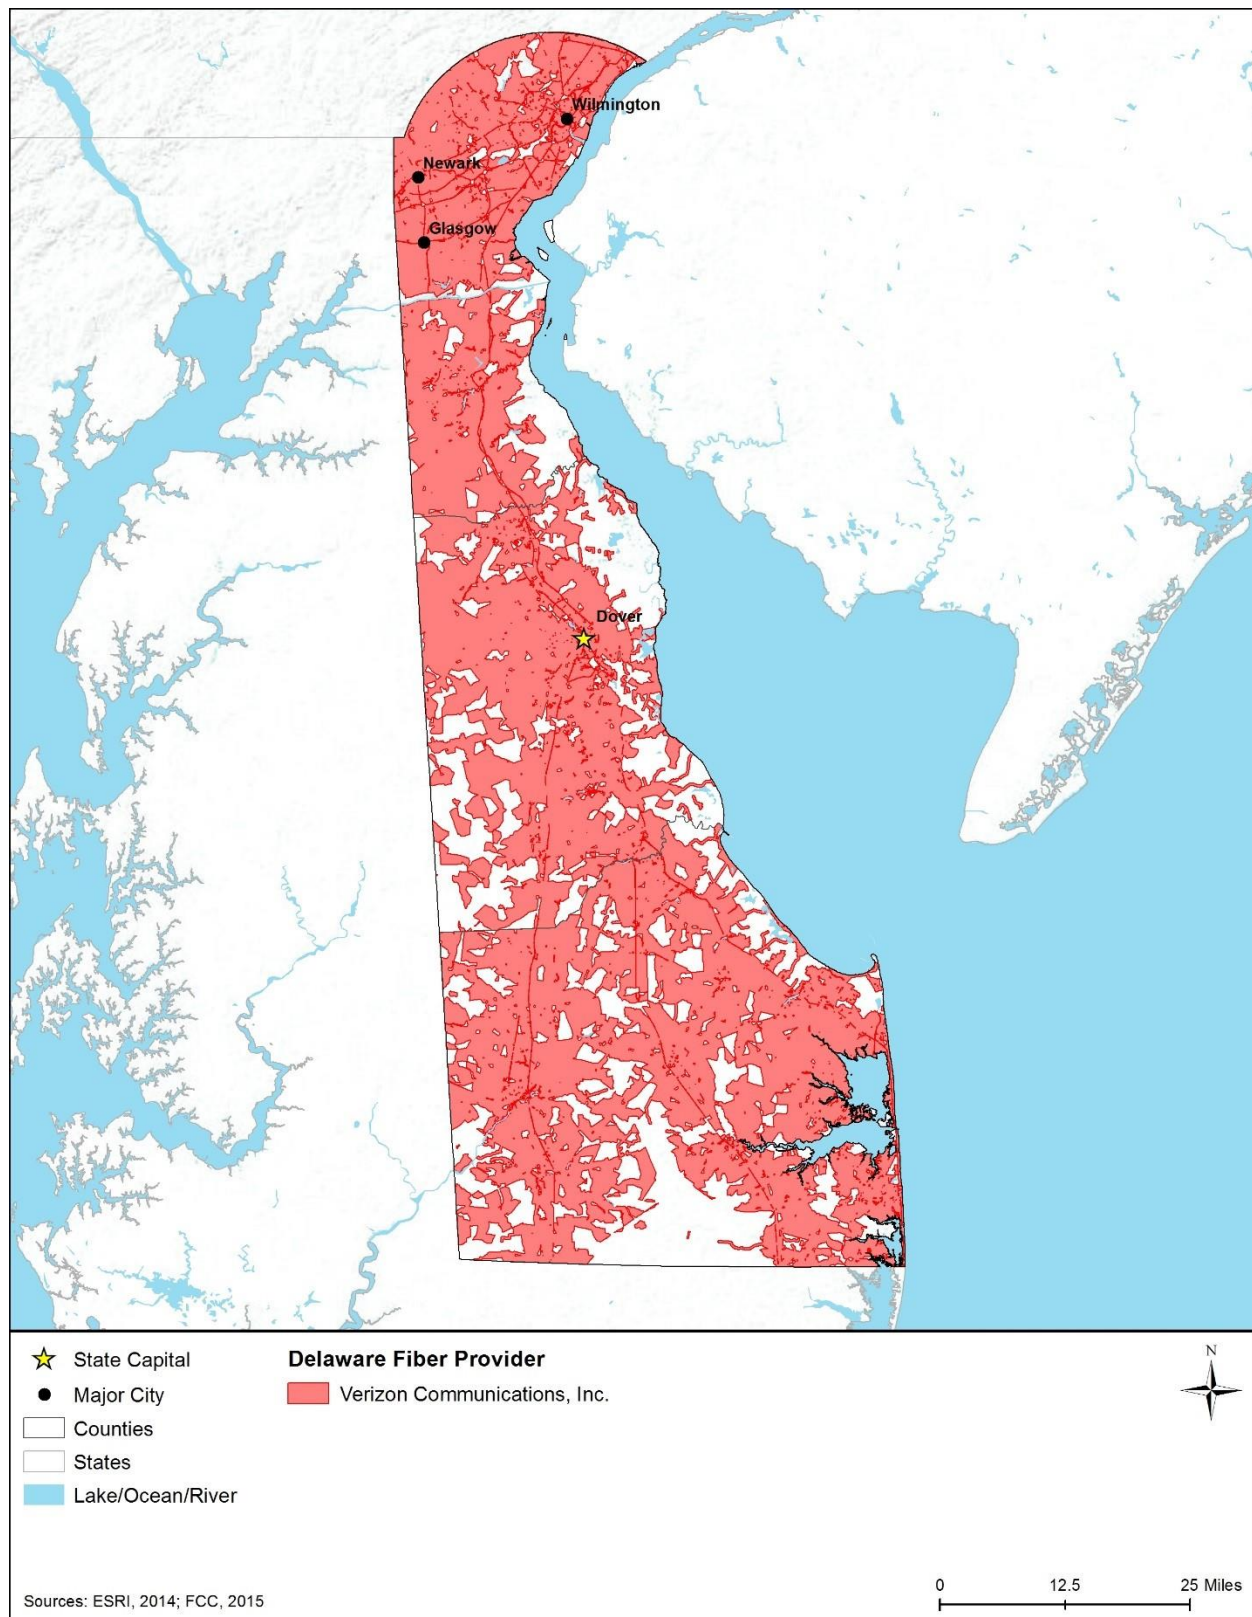 Wilmington
Newark
Glasgow
Dover
State Capital
Major City
Counties
States
Lake/Ocean/River
Delaware Fiber Provider
Verizon Communications, Inc.
N
Sources: ESRI, 2014; FCC, 2015
0 12.5 25 Miles